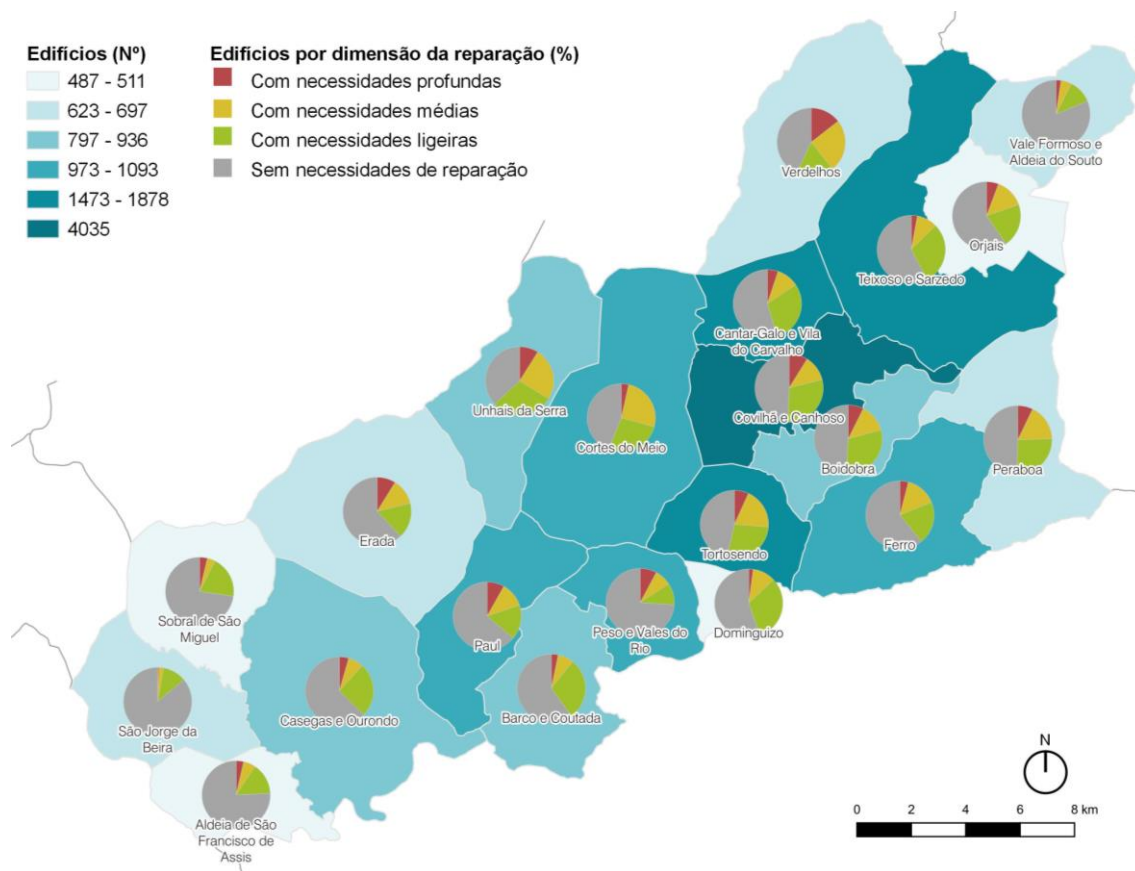 Edifícios (Nº)
487 - 511
623 - 697
797 - 936
973 - 1093
1473 - 1878
4035
Edifícios por dimensão da reparação (%)
Com necessidades profundas
Com necessidades médias
Com necessidades ligeiras
Sem necessidades de reparação
Verdelhos
Vale Formoso e
Aldeia do Souto
Orjais
Teixoso e Sarzedo
Cantar-Galo e Vila
do Carvalho
Unhais da Serra
Cortes do Meio
Covilhã e Canhoso
Boidobra
Peraboa
Erada
Tortosendo
Ferro
Sobral de São
Miguel
Paul
Peso e Vales do
Rio
Dominguizo
São Jorge da
Beira
Casegas e Ourondo
Barco e Coutada
Aldeia de São
Francisco de
Assis
N
0 2 4 6 8 km